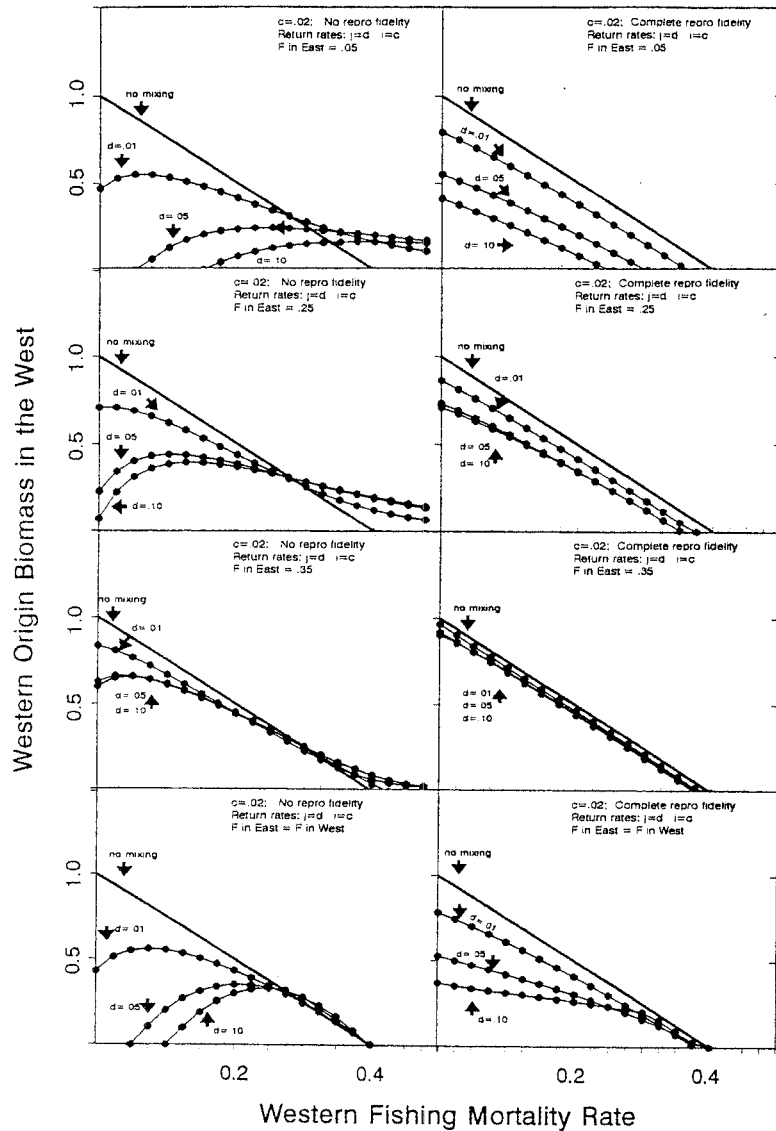 c=.02; No repro fidelity
Return rates: j=d i=c
F in East = .05
no mixing
d=.01
d=.05
d=.10
1.0
0.5
c=.02; Complete repro fidelity
Return rates: j=d i=c
F in East = .05
no mixing
d=.01
d=.05
d=.10
c=.02; No repro fidelity
Return rates: j=d i=c
F in East = .25
no mixing
d=.01
d=.05
d=.10
1.0
0.5
c=.02; Complete repro fidelity
Return rates: j=d i=c
F in East = .25
no mixing
d=.01
d=.05
d=.10
c=.02; No repro fidelity
Return rates: j=d i=c
F in East = .35
no mixing
d=.01
d=.05
d=.10
1.0
0.5
c=.02; Complete repro fidelity
Return rates: j=d i=c
F in East = .35
no mixing
d=.01
d=.05
d=.10
c=.02; No repro fidelity
Return rates: j=d i=c
F in East = F in West
no mixing
d=.01
d=.05
d=.10
1.0
0.5
c=.02; Complete repro fidelity
Return rates: j=d i=c
F in East = F in West
no mixing
d=.01
d=.05
d=.10
0.2
0.4
0.2
0.4
Western Origin Biomass in the West
Western Fishing Mortality Rate